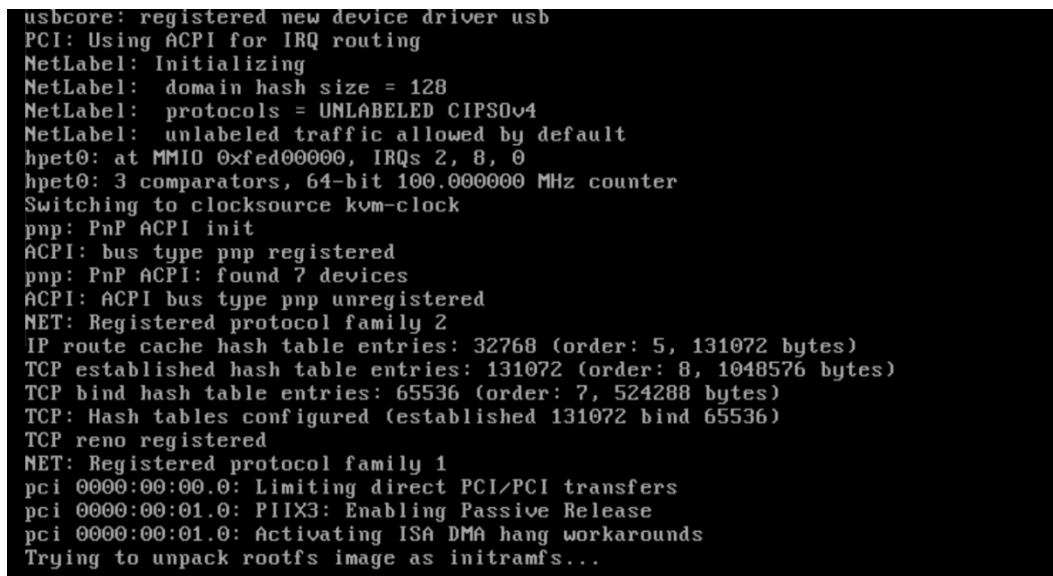 usbcore: registered new device driver usb
PCI: Using ACPI for IRQ routing
NetLabel: Initializing
NetLabel:  domain hash size = 128
NetLabel:  protocols = UNLABELED CIPSOv4
NetLabel:  unlabeled traffic allowed by default
hpet0: at MMIO 0xfed00000, IRQs 2, 8, 0
hpet0: 3 comparators, 64-bit 100.000000 MHz counter
Switching to clocksource kvm-clock
pnp: PnP ACPI init
ACPI: bus type pnp registered
pnp: PnP ACPI: found 7 devices
ACPI: ACPI bus type pnp unregistered
NET: Registered protocol family 2
IP route cache hash table entries: 32768 (order: 5, 131072 bytes)
TCP established hash table entries: 131072 (order: 8, 1048576 bytes)
TCP bind hash table entries: 65536 (order: 7, 524288 bytes)
TCP: Hash tables configured (established 131072 bind 65536)
TCP reno registered
NET: Registered protocol family 1
pci 0000:00:00.0: Limiting direct PCI/PCI transfers
pci 0000:00:01.0: PIIX3: Enabling Passive Release
pci 0000:00:01.0: Activating ISA DMA hang workarounds
Trying to unpack rootfs image as initramfs...